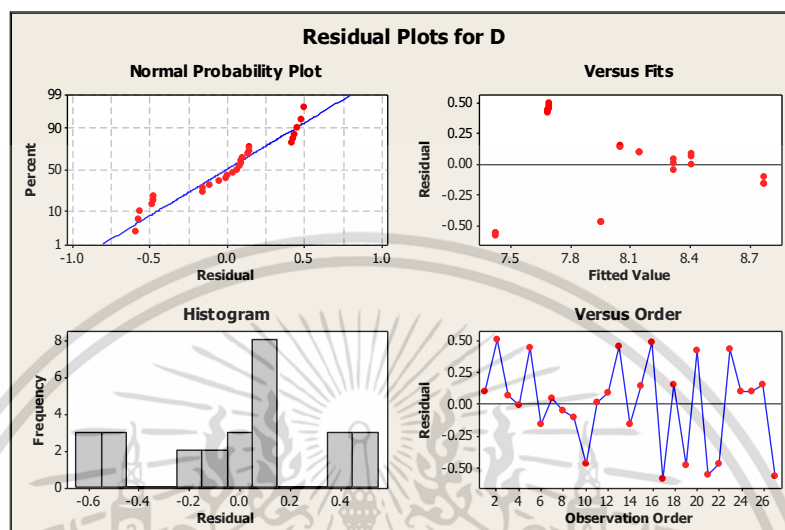 Residual Plots for D
Normal Probability Plot
99
90
50
10
1
Percent
-1.0 -0.5 0.0 0.5 1.0
Residual
Versus Fits
0.50
0.25
0.00
-0.25
-0.50
Residual
7.5 7.8 8.1 8.4 8.7
Fitted Value
Histogram
8
6
4
2
0
Frequency
-0.6 -0.4 -0.2 0.0 0.2 0.4
Residual
Versus Order
0.50
0.25
0.00
-0.25
-0.50
Residual
2 4 6 8 10 12 14 16 18 20 22 24 26
Observation Order